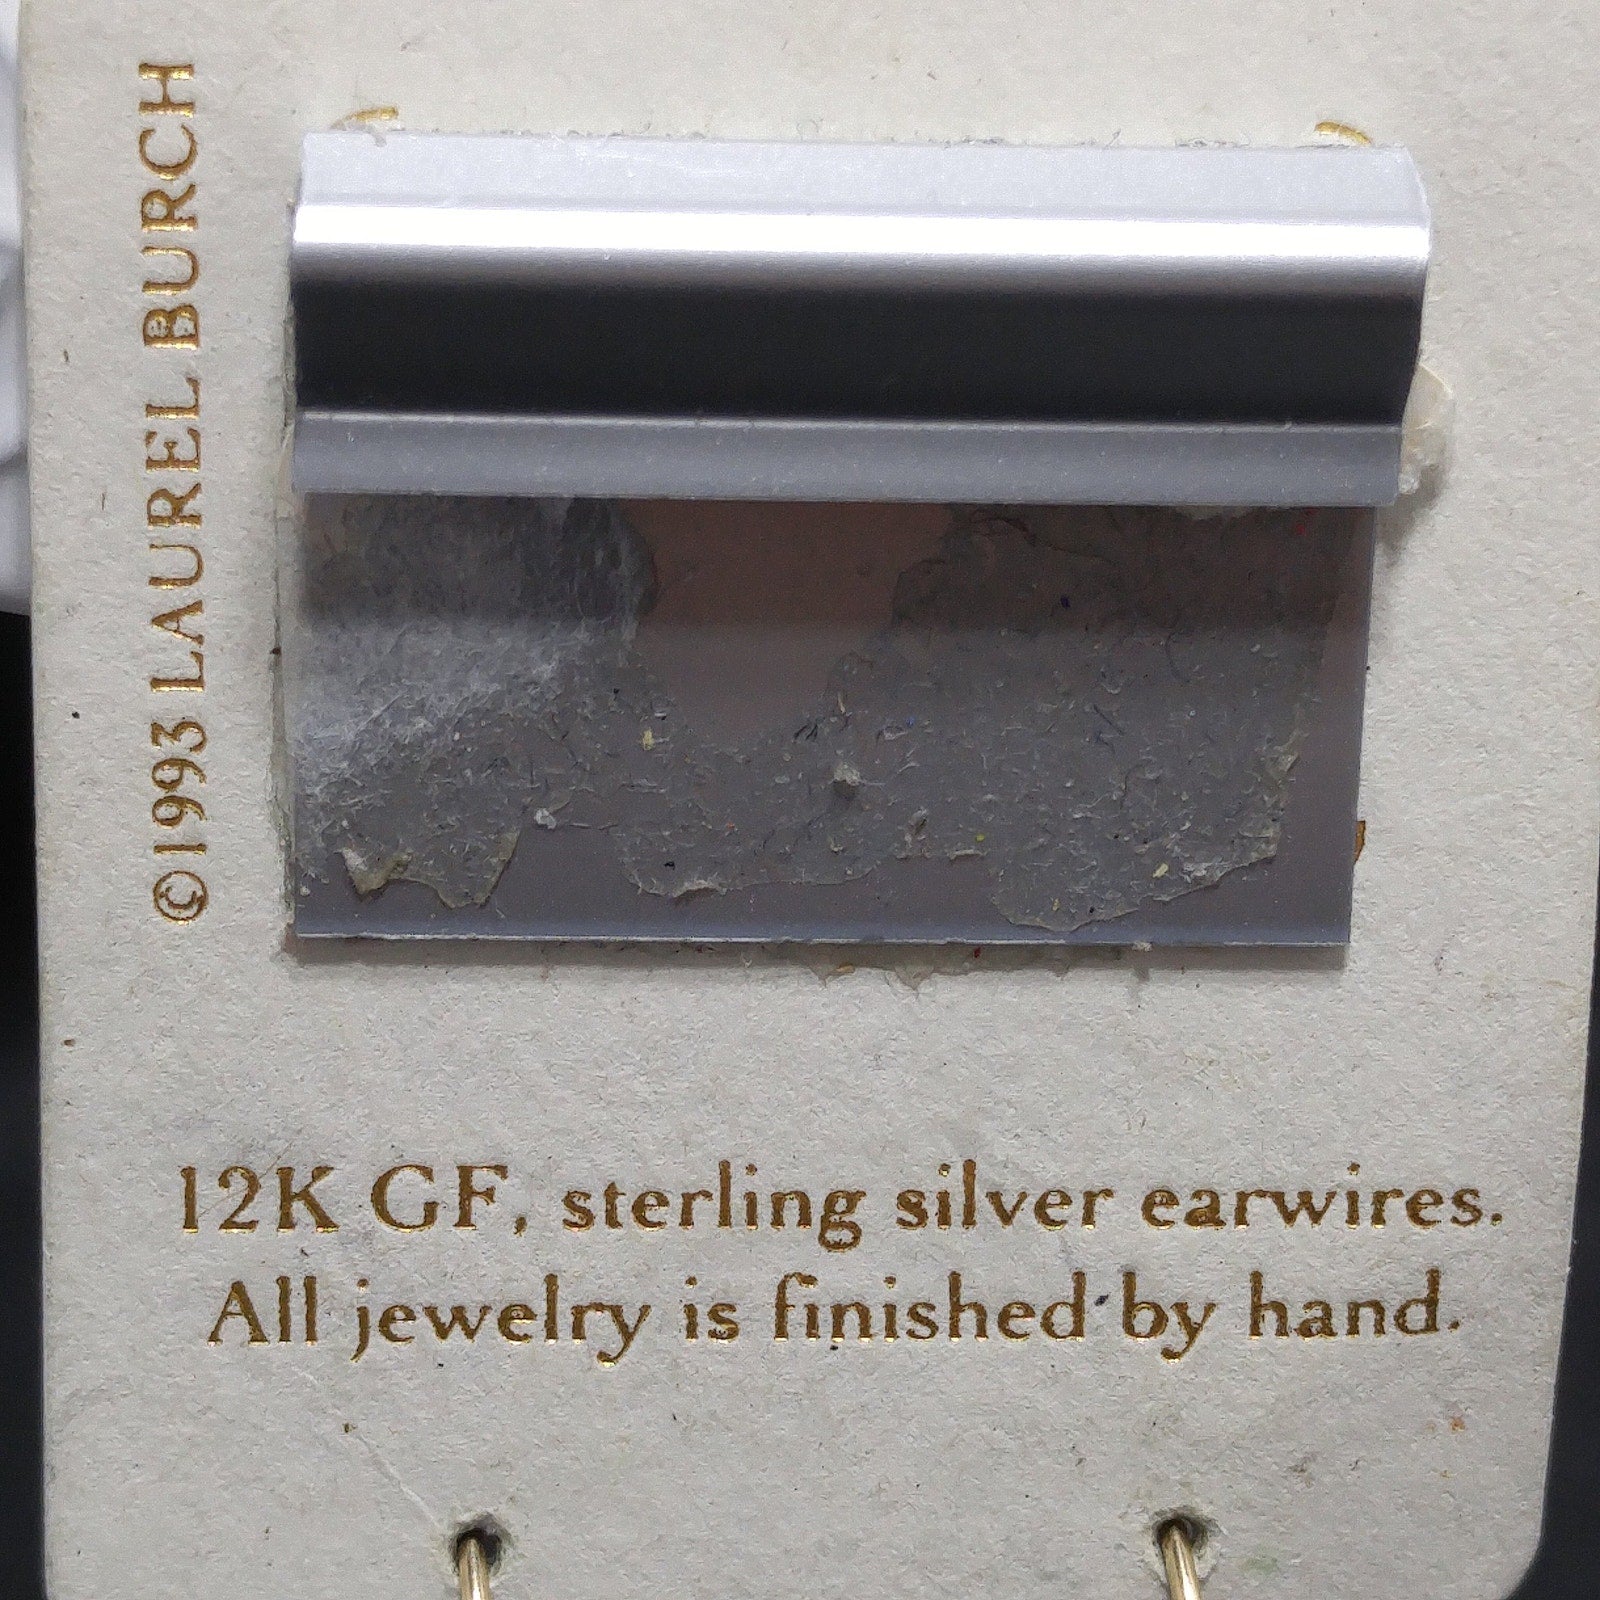 ©1993 LAUREL BURCH
12K GF, sterling silver earwires.
All jewelry is finished by hand.